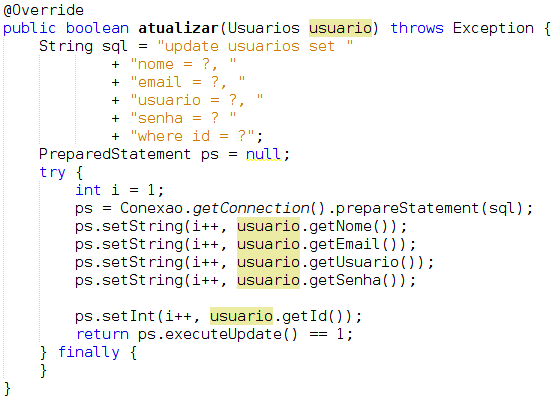 @Override
public boolean atualizar(Usuarios usuario) throws Exception {
    String sql = "update usuarios set "
            + "nome = ?, "
            + "email = ?, "
            + "usuario = ?, "
            + "senha = ? "
            + "where id = ?";
    PreparedStatement ps = null;
    try {
        int i = 1;
        ps = Conexao.getConnection().prepareStatement(sql);
        ps.setString(i++, usuario.getNome());
        ps.setString(i++, usuario.getEmail());
        ps.setString(i++, usuario.getUsuario());
        ps.setString(i++, usuario.getSenha());

        ps.setInt(i++, usuario.getId());
        return ps.executeUpdate() == 1;
    } finally {
    }
}